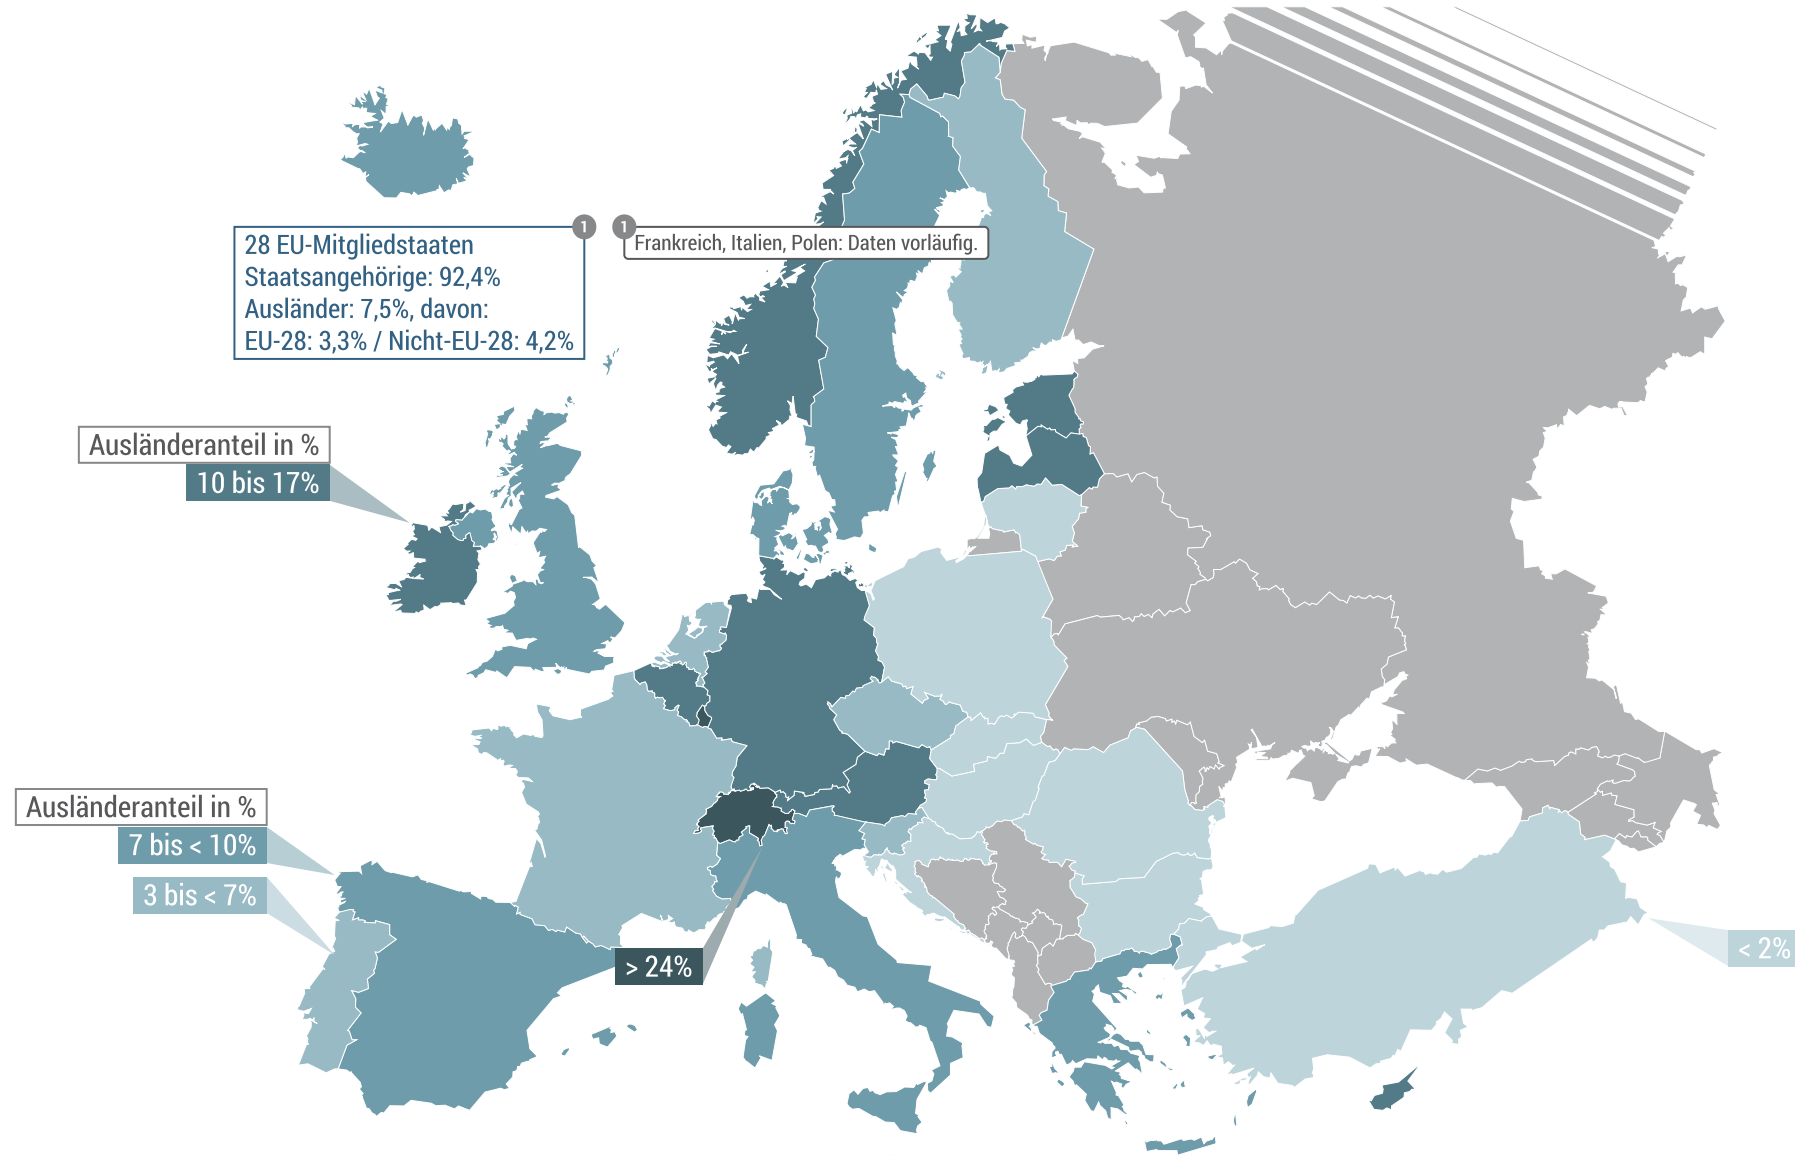 1
28 EU-Mitgliedstaaten
Staatsangehörige: 92,4%
Ausländer: 7,5%, davon:
EU-28: 3,3% / Nicht-EU-28: 4,2%
1
Frankreich, Italien, Polen: Daten vorläufig.
Ausländeranteil in %
10 bis 17%
Ausländeranteil in %
7 bis < 10%
3 bis < 7%
> 24%
< 2%